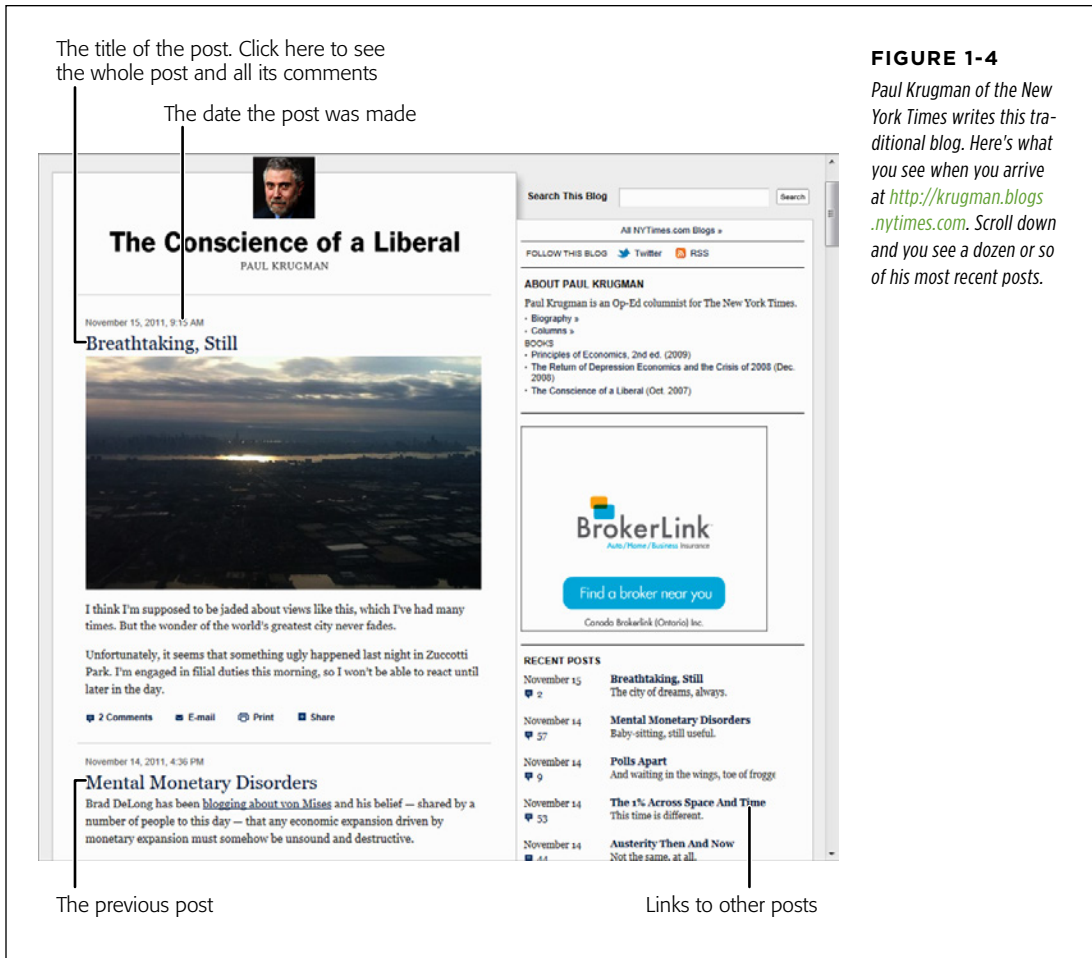 The title of the post. Click here to see
the whole post and all its comments
The date the post was made
FIGURE 1-4
Paul Krugman of the New
York Times writes this tra-
ditional blog. Here's what
you see when you arrive
at http://krugman.blogs
.nytimes.com. Scroll down
and you see a dozen or so
of his most recent posts.
The Conscience of a Liberal
PAUL KRUGMAN
November 15, 2011, 9:15 AM
Breathtaking, Still
I think I'm supposed to be jaded about views like this, which I've had many
times. But the wonder of the world's greatest city never fades.
Unfortunately, it seems that something ugly happened last night in Zuccotti
Park. I'm engaged in filial duties this morning, so I won't be able to react until
later in the day.
2 Comments E-mail Print Share
November 14, 2011, 4:36 PM
Mental Monetary Disorders
Brad DeLong has been blogging about von Mises and his belief — shared by a
number of people to this day — that any economic expansion driven by
monetary expansion must somehow be unsound and destructive.
Search This Blog Search
All NYTimes.com Blogs »
FOLLOW THIS BLOG Twitter RSS
ABOUT PAUL KRUGMAN
Paul Krugman is an Op-Ed columnist for The New York Times.
• Biography »
• Columns »
BOOKS
• Principles of Economics, 2nd ed. (2009)
• The Return of Depression Economics and the Crisis of 2008 (Dec.
2008)
• The Conscience of a Liberal (Oct. 2007)
BrokerLink
Auto/Home/Business Insurance
Find a broker near you
Canada Brokerlink (Ontario) Inc.
RECENT POSTS
November 15 Breathtaking, Still
2 The city of dreams, always.
November 14 Mental Monetary Disorders
57 Baby-sitting, still useful.
November 14 Polls Apart
9 And waiting in the wings, toe of frogge
November 14 The 1% Across Space And Time
53 This time is different.
November 14 Austerity Then And Now
44 Not the same, at all.
The previous post
Links to other posts